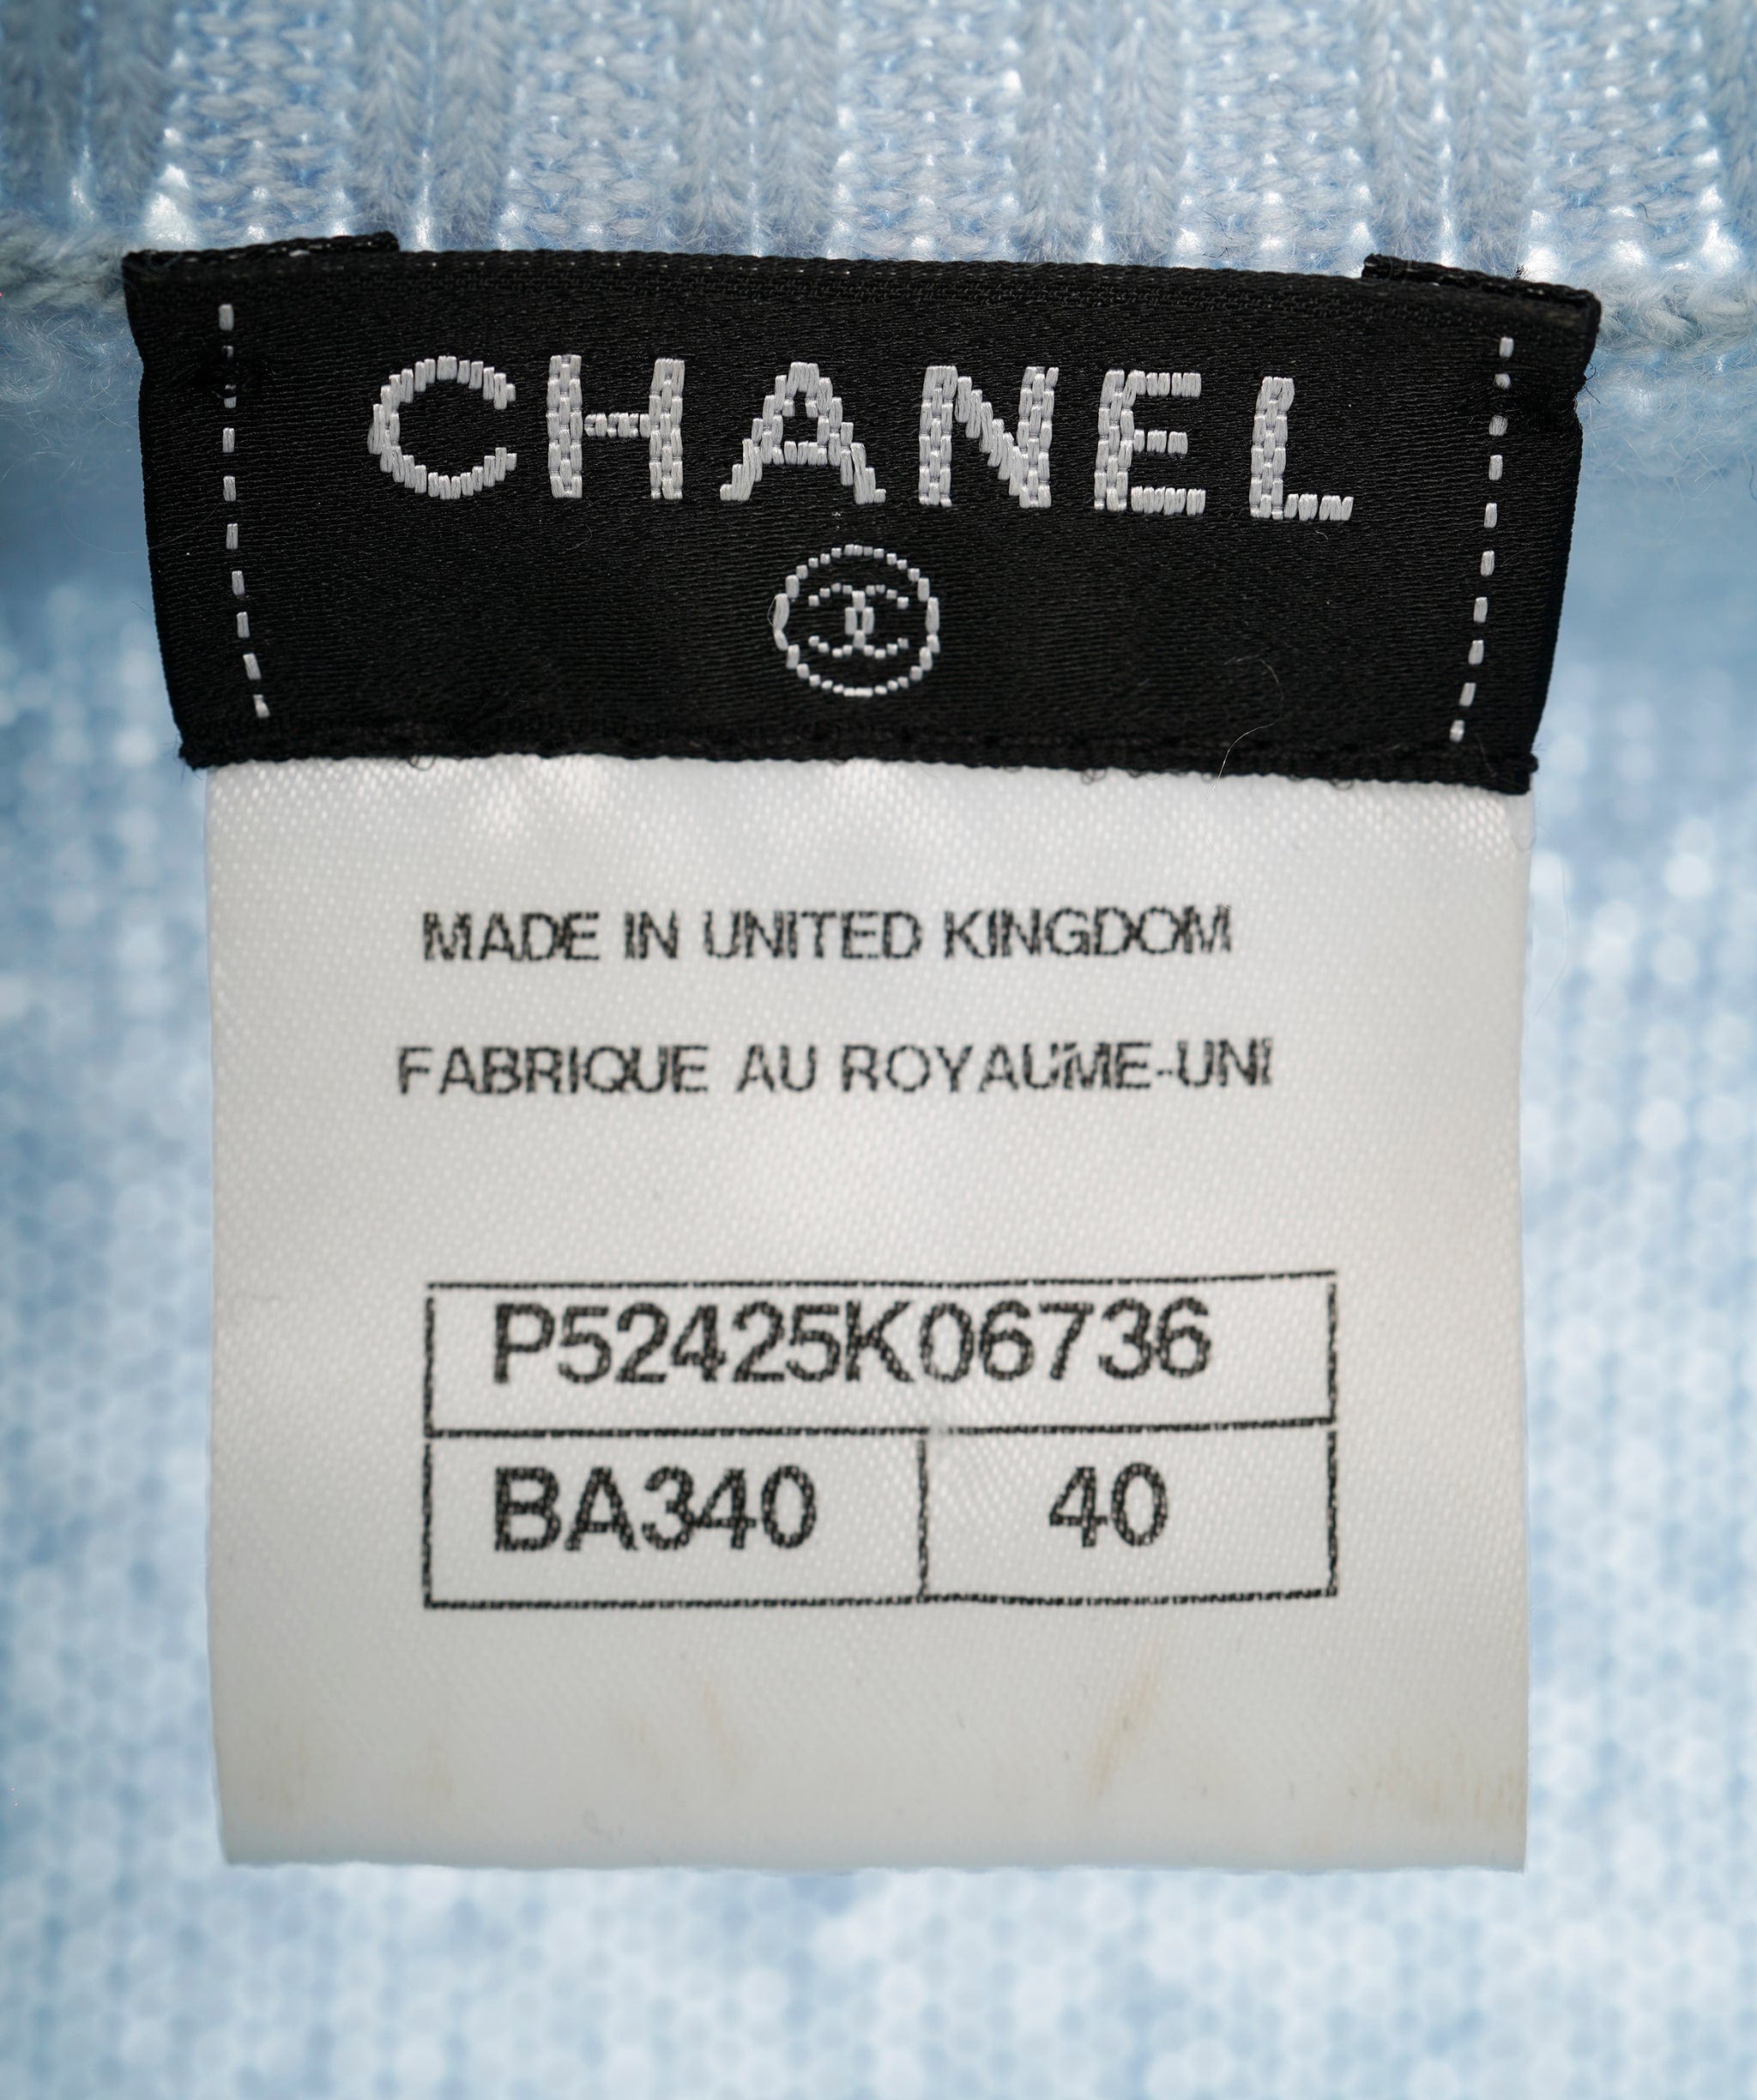 CHANEL
MADE IN UNITED KINGDOM
FABRIQUE AU ROYAUME-UNI
P52425K06736
BA340 40